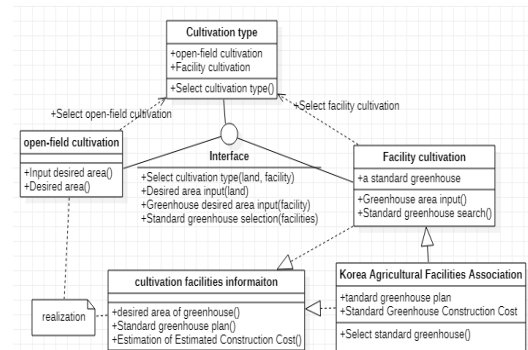 Cultivation type
+open-field cultivation
+Facility cultivation
+Select cultivation type()
+Select open-field cultivation
+Select facility cultivation
open-field cultivation
+Input desired area()
+Desired area()
Interface
+Select cultivation type(land, facility)
+Desired area input(land)
+Greenhouse desired area input(facility)
+Standard greenhouse selection(facilities)
Facility cultivation
+a standard greenhouse
+Greenhouse area input()
+Standard greenhouse search()
cultivation facilities informaiton
+desired area of greenhouse()
+Standard greenhouse plan()
+Estimation of Estimated Construction Cost()
realization
Korea Agricultural Facilities Association
+tandard greenhouse plan
+Standard Greenhouse Construction Cost
+Select standard greenhouse()